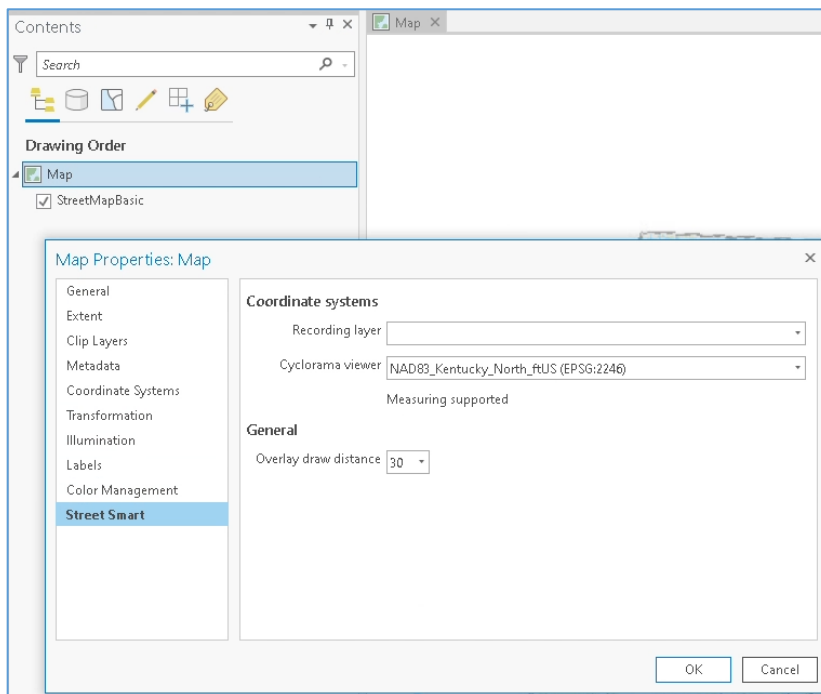 Contents
Map
Search
Drawing Order
Map
StreetMapBasic
Map Properties: Map
General
Extent
Clip Layers
Metadata
Coordinate Systems
Transformation
Illumination
Labels
Color Management
Street Smart
Coordinate systems
Recording layer
Cyclorama viewer NAD83_Kentucky_North_ftUS (EPSG:2246)
Measuring supported
General
Overlay draw distance 30
OK Cancel